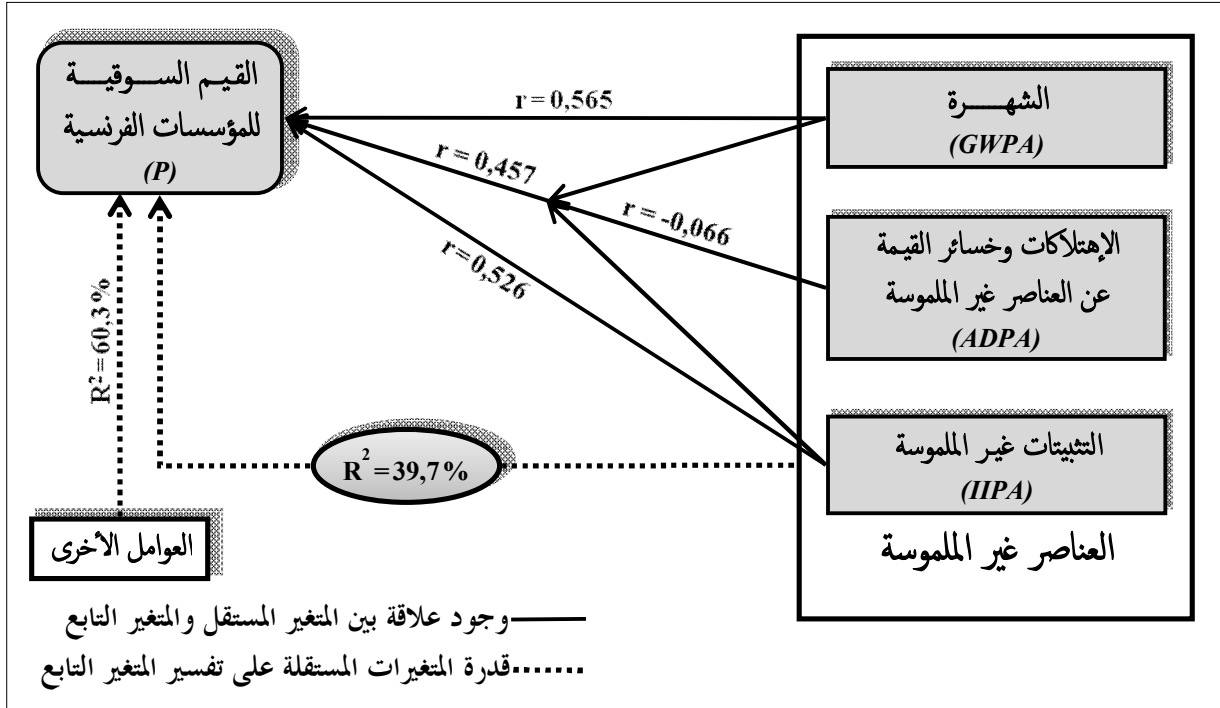 القيم السوقية
للمؤسسات الفرنسية
(P)
r = 0,565
r = 0,457
r = -0,066
r = 0,526
الشهرة
(GWPA)
الإهتلاكات وخسائر القيمة
عن العناصر غير الملموسة
(ADPA)
التثبيتات غير الملموسة
(IIPA)
العناصر غير الملموسة
R² = 60,3%
R² = 39,7%
العوامل الأخرى
وجود علاقة بين المتغير المستقل والمتغير التابع
قدرة المتغيرات المستقلة على تفسير المتغير التابع